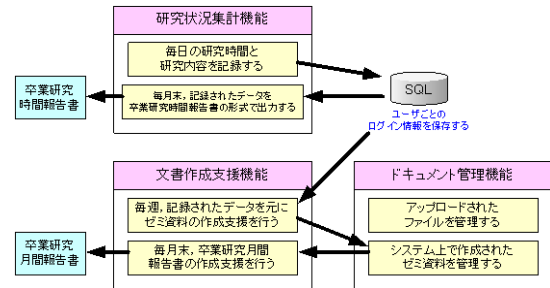 研究状況集計機能
毎日の研究時間と
研究内容を記録する
毎月末,記録されたデータを
卒業研究時間報告書の形式で出力する
卒業研究
時間報告書
SQL
ユーザごとの
ログイン情報を保存する
文書作成支援機能
毎週,記録されたデータを元に
ゼミ資料の作成支援を行う
毎月末,卒業研究月間
報告書の作成支援を行う
卒業研究
月間報告書
ドキュメント管理機能
アップロードされた
ファイルを管理する
システム上で作成された
ゼミ資料を管理する